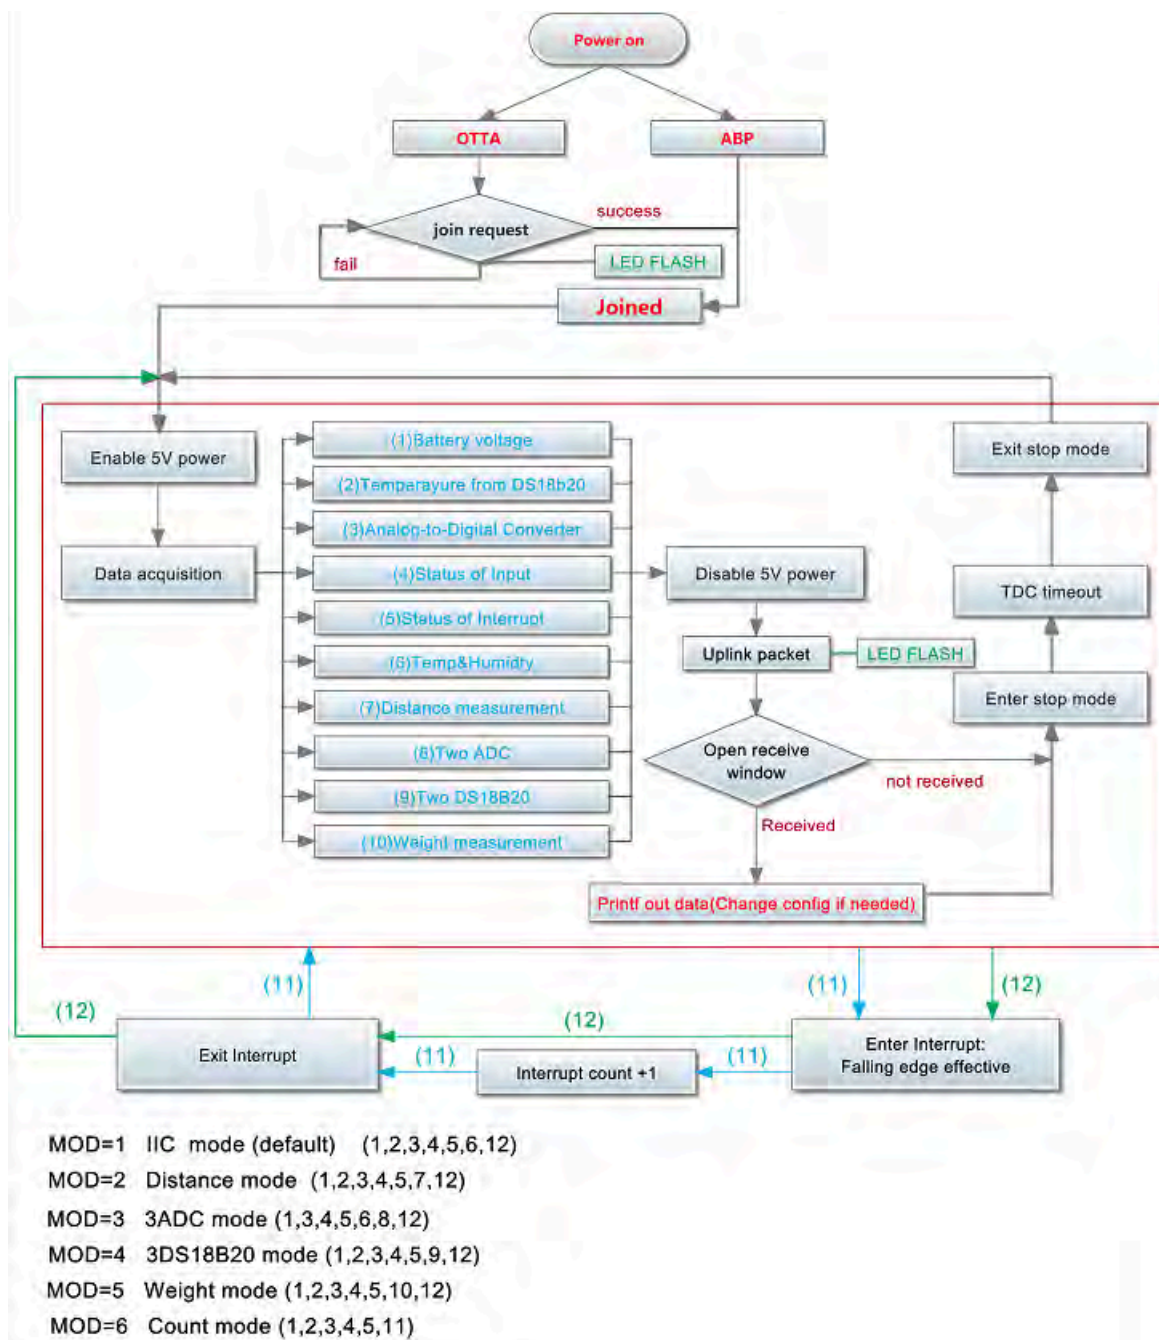 Power on
OTTA
ABP
join request
success
fail
LED FLASH
Joined
Enable 5V power
Data acquisition
(1)Battery voltage
(2)Temperayure from DS18b20
(3)Analog-to-Digital Converter
(4)Status of Input
(5)Status of Interrupt
(6)Temp&Humidty
(7)Distance measurement
(8)Two ADC
(9)Two DS18B20
(10)Weight measurement
Disable 5V power
Uplink packet
LED FLASH
Open receive
window
not received
Received
Printf out data(Change config if needed)
Exit stop mode
TDC timeout
Enter stop mode
(11)
(11)
(12)
(12)
Exit Interrupt
(12)
(11)
Interrupt count +1
(11)
Enter Interrupt:
Falling edge effective
MOD=1 IIC mode (default) (1,2,3,4,5,6,12)
MOD=2 Distance mode (1,2,3,4,5,7,12)
MOD=3 3ADC mode (1,3,4,5,6,8,12)
MOD=4 3DS18B20 mode (1,2,3,4,5,9,12)
MOD=5 Weight mode (1,2,3,4,5,10,12)
MOD=6 Count mode (1,2,3,4,5,11)